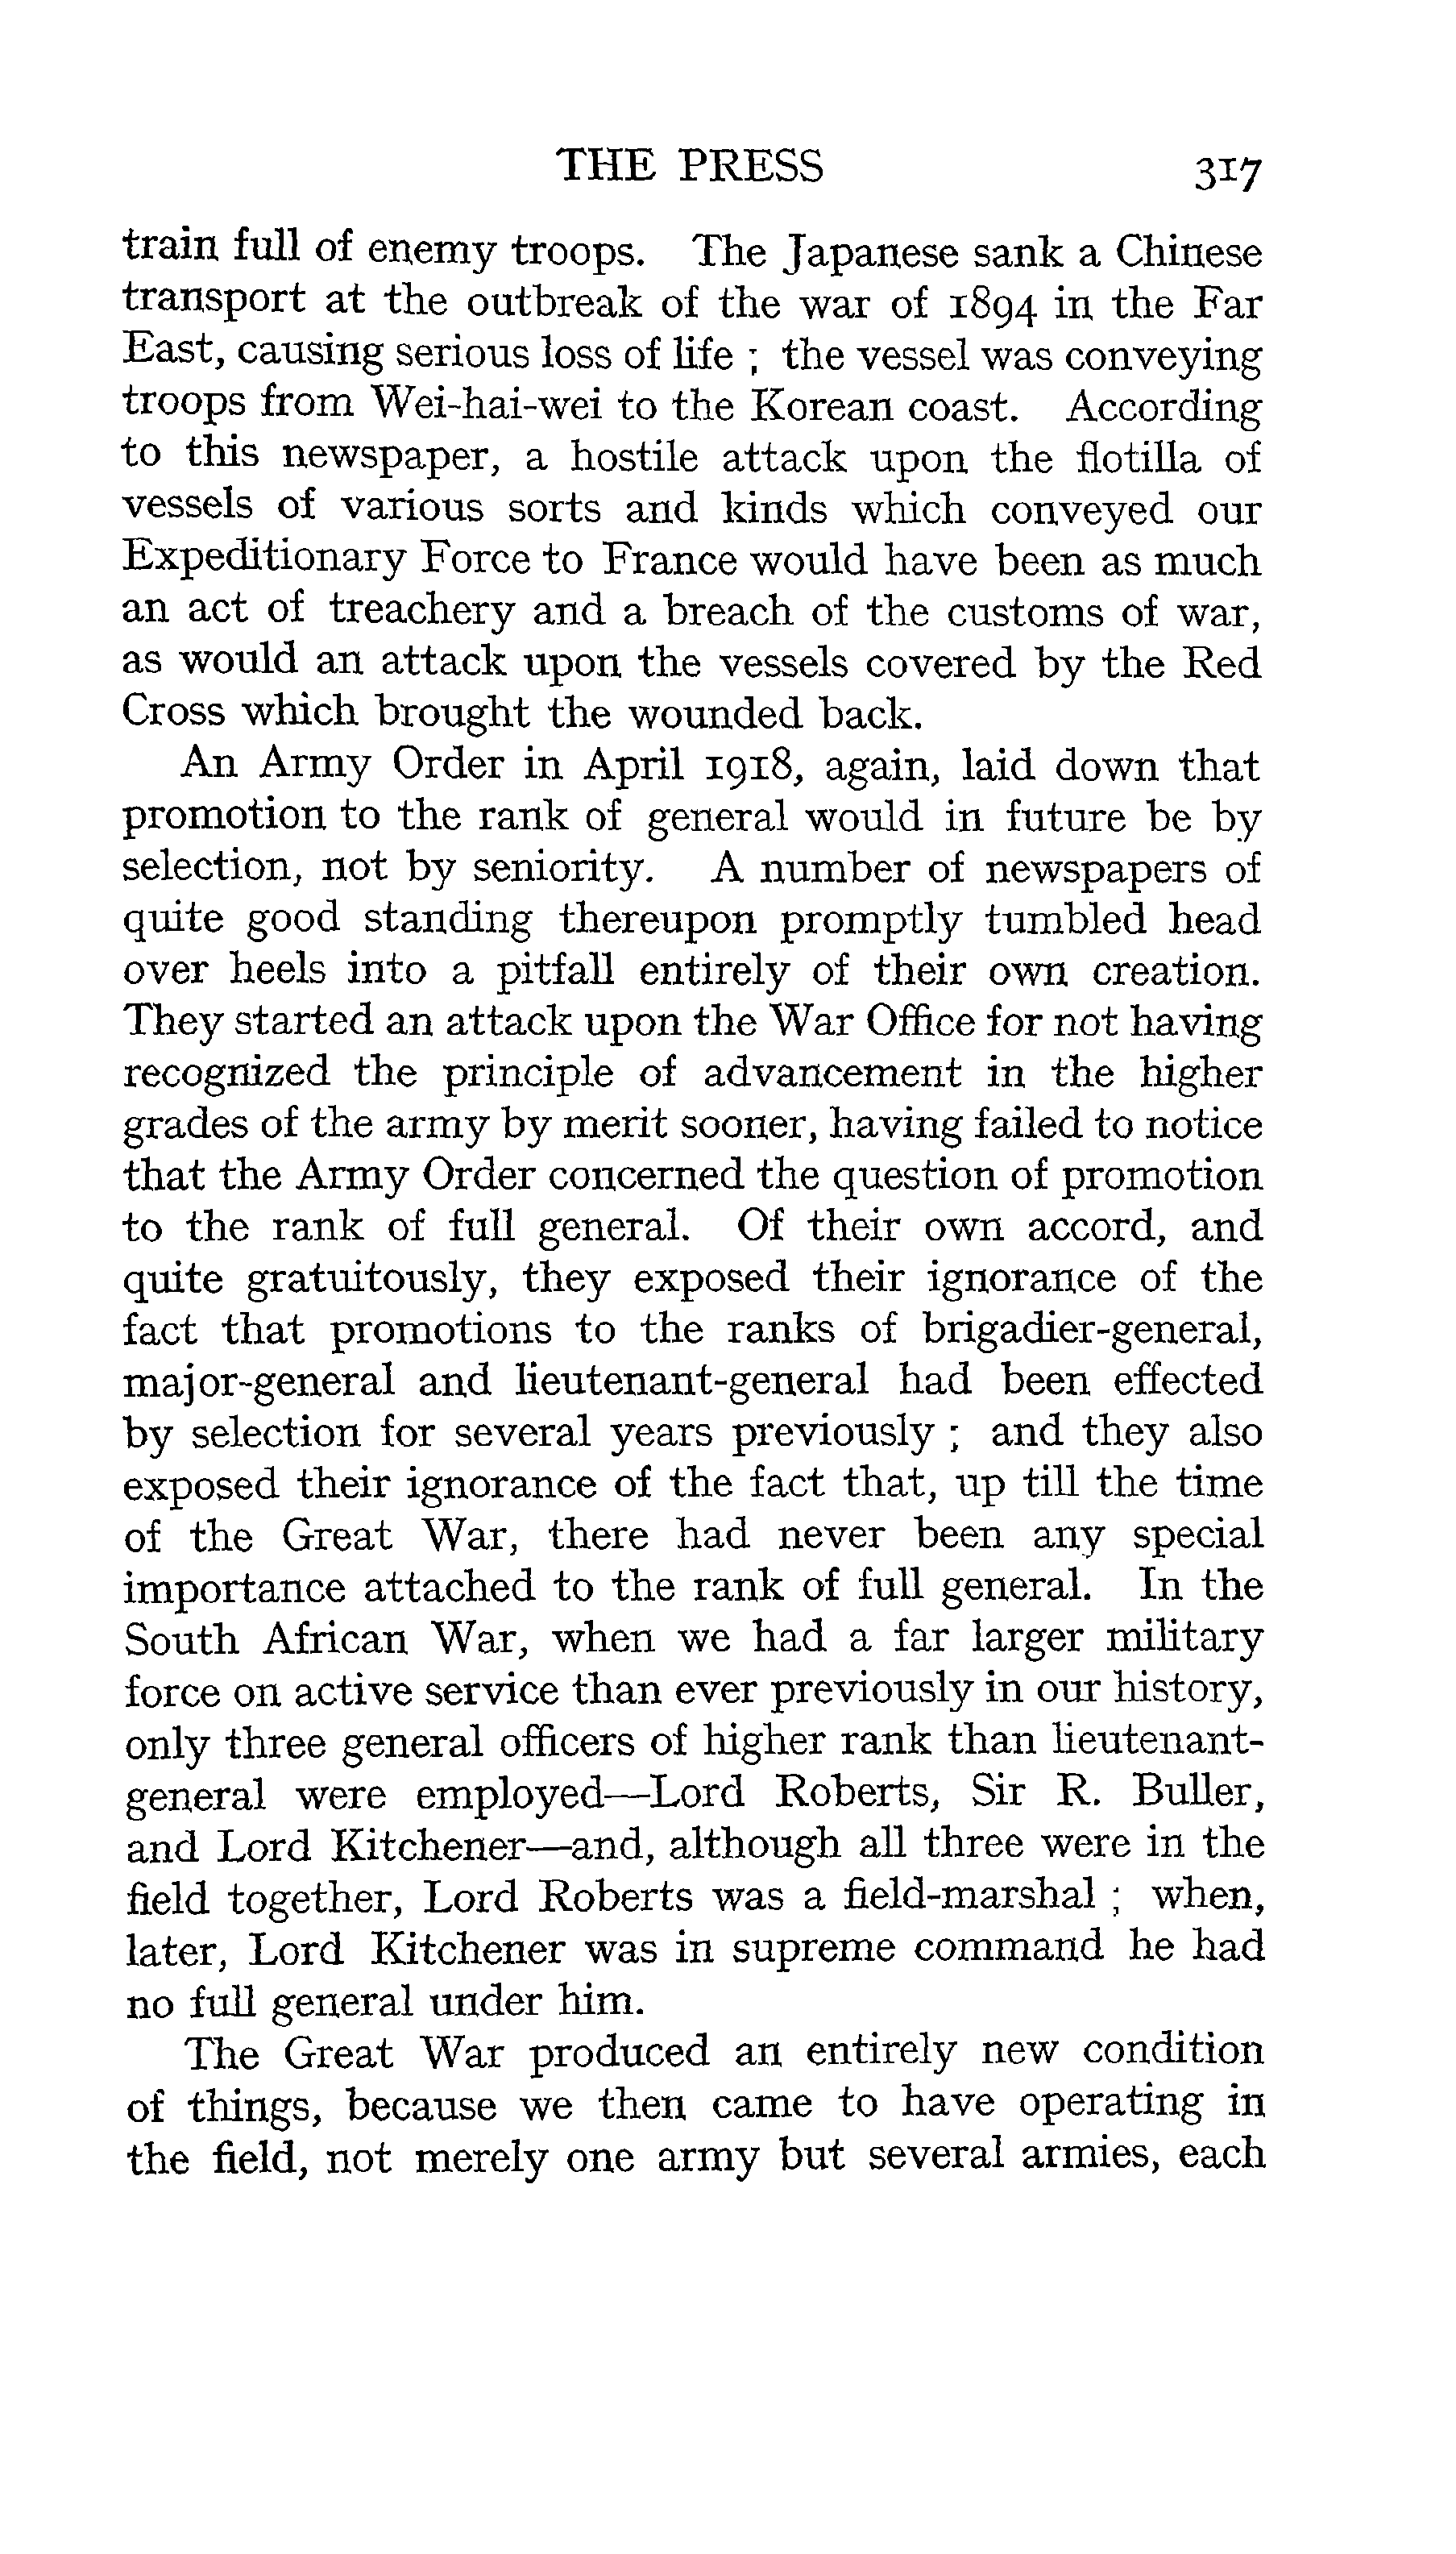 THE PRESS 317
train full of enemy troops. The Japanese sank a Chinese
transport at the outbreak of the war of 1894 in the Far
East, causing serious loss of life ; the vessel was conveying
troops from Wei-hai-wei to the Korean coast. According
to this newspaper, a hostile attack upon the flotilla of
vessels of various sorts and kinds which conveyed our
Expeditionary Force to France would have been as much
an act of treachery and a breach of the customs of war,
as would an attack upon the vessels covered by the Red
Cross which brought the wounded back.
An Army Order in April 1918, again, laid down that
promotion to the rank of general would in future be by
selection, not by seniority. A number of newspapers of
quite good standing thereupon promptly tumbled head
over heels into a pitfall entirely of their own creation.
They started an attack upon the War Office for not having
recognized the principle of advancement in the higher
grades of the army by merit sooner, having failed to notice
that the Army Order concerned the question of promotion
to the rank of full general. Of their own accord, and
quite gratuitously, they exposed their ignorance of the
fact that promotions to the ranks of brigadier-general,
major-general and lieutenant-general had been effected
by selection for several years previously ; and they also
exposed their ignorance of the fact that, up till the time
of the Great War, there had never been any special
importance attached to the rank of full general. In the
South African War, when we had a far larger military
force on active service than ever previously in our history,
only three general officers of higher rank than lieutenant-
general were employed—Lord Roberts, Sir R. Buller,
and Lord Kitchener—and, although all three were in the
field together, Lord Roberts was a field-marshal ; when,
later, Lord Kitchener was in supreme command he had
no full general under him.
The Great War produced an entirely new condition
of things, because we then came to have operating in
the field, not merely one army but several armies, each